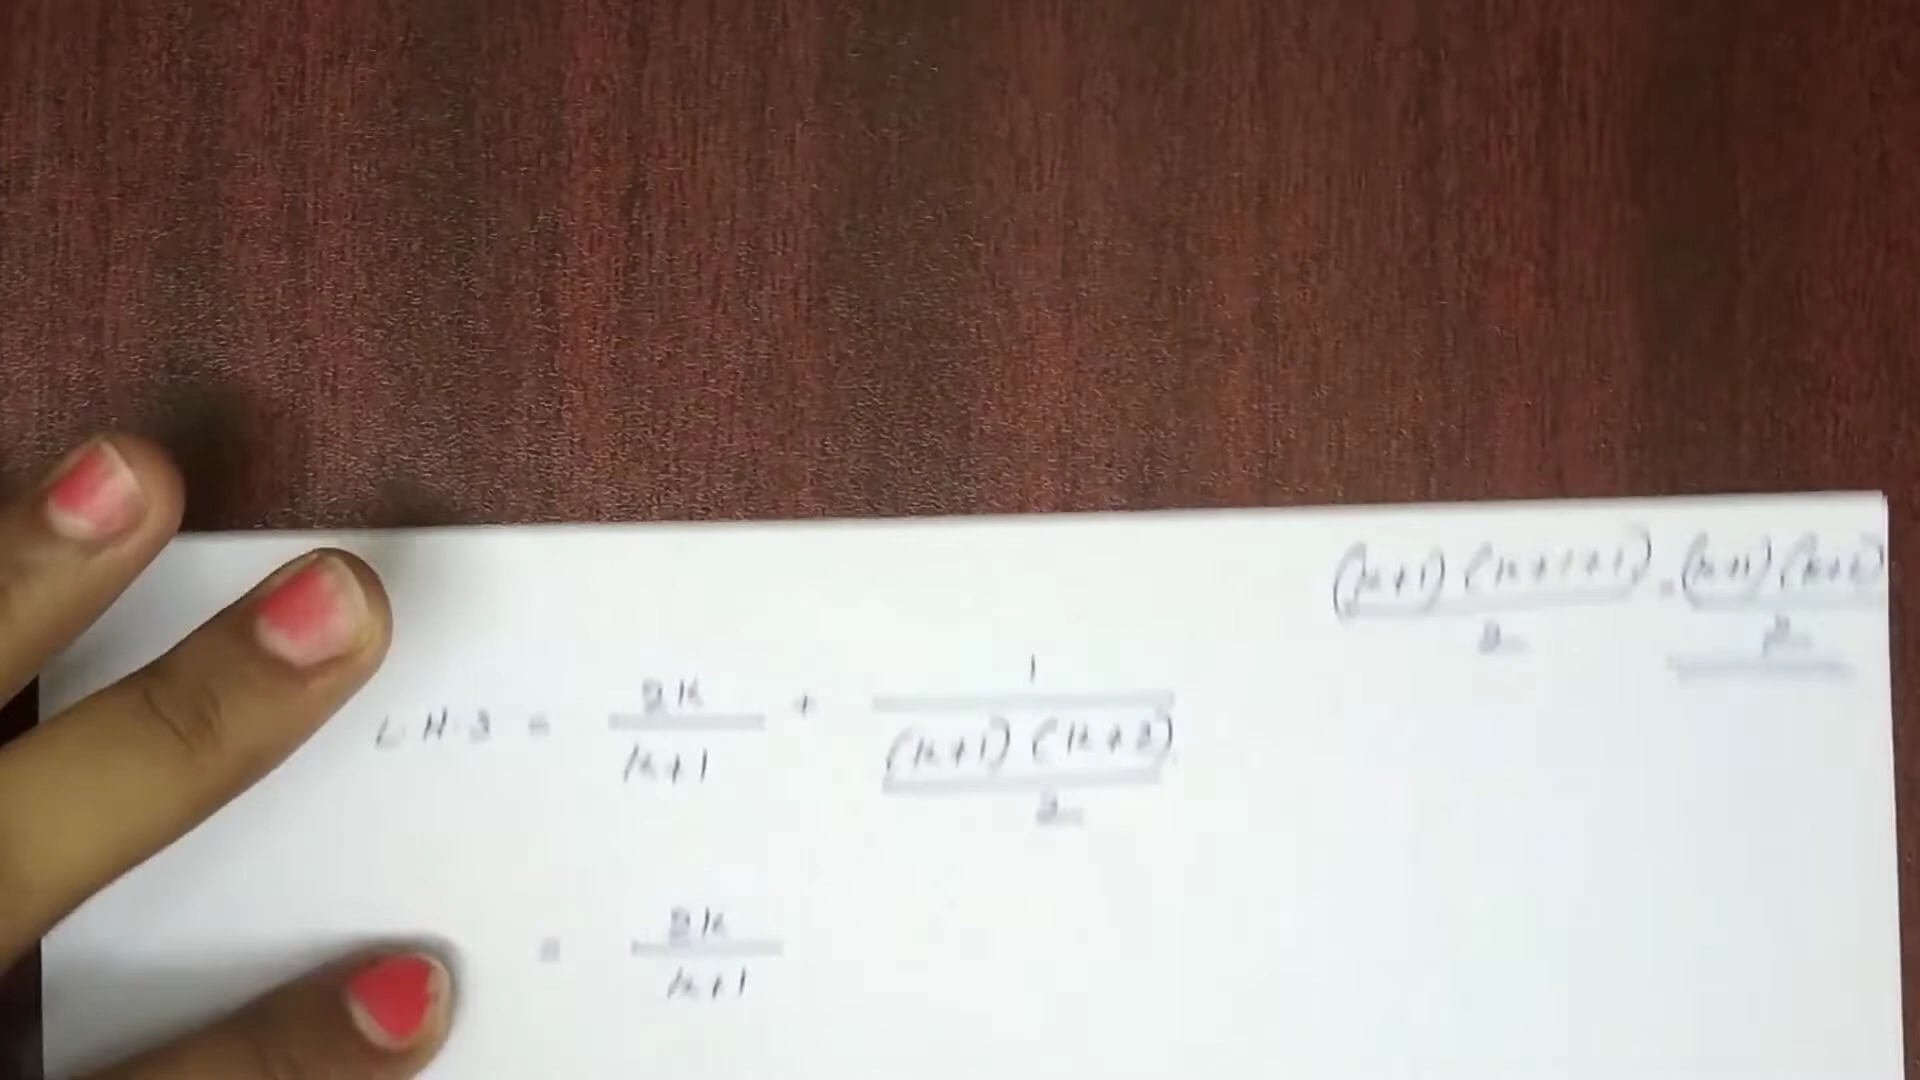 (k+1)(k+1+1)/2 = (k+1)(k+2)/2
L.H.S = 2k/(k+1) + 1/((k+1)(k+2)/2)
= 2k/(k+1)